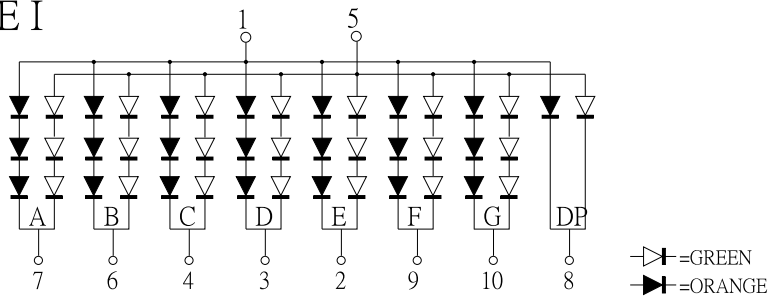 E I
1 5
A B C D E F G DP
7 6 4 3 2 9 10 8
=GREEN
=ORANGE